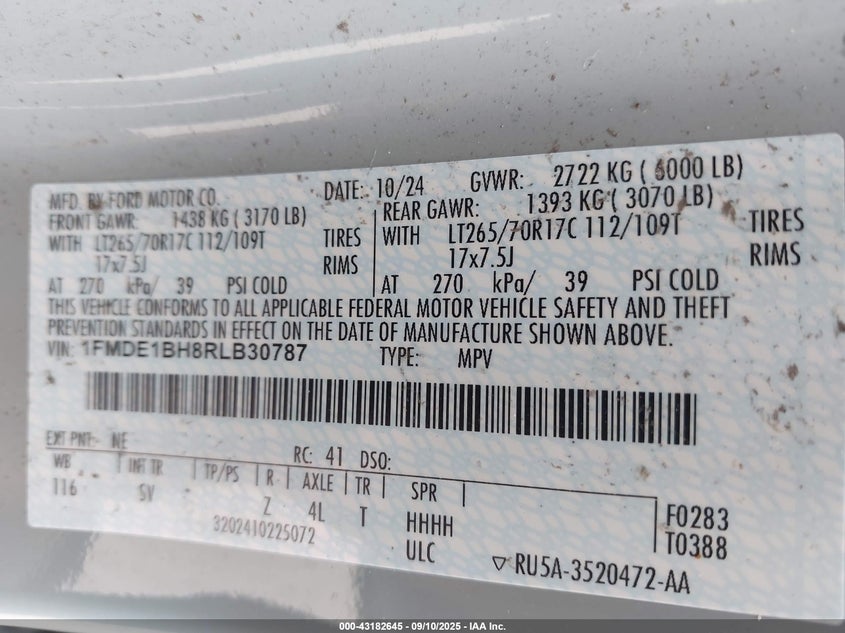 MFD. BY FORD MOTOR CO. DATE: 10/24 GVWR: 2722 KG ( 6000 LB)
FRONT GAWR: 1438 KG ( 3170 LB) REAR GAWR: 1393 KG ( 3070 LB)
WITH LT265/70R17C 112/109T TIRES WITH LT265/70R17C 112/109T TIRES
17x7.5J RIMS 17x7.5J RIMS
AT 270 kPa/ 39 PSI COLD AT 270 kPa/ 39 PSI COLD
THIS VEHICLE CONFORMS TO ALL APPLICABLE FEDERAL MOTOR VEHICLE SAFETY AND THEFT
PREVENTION STANDARDS IN EFFECT ON THE DATE OF MANUFACTURE SHOWN ABOVE.
VIN: 1FMDE1BH8RLB30787 TYPE: MPV
EXT PNT: NE RC: 41 DSO:
WB INT TR TP/PS R AXLE TR SPR
116 SV Z 4L T HHHH F0283
3202410225072 ULC T0388
RU5A-3520472-AA
000-43182645 - 09/10/2025 - IAA Inc.